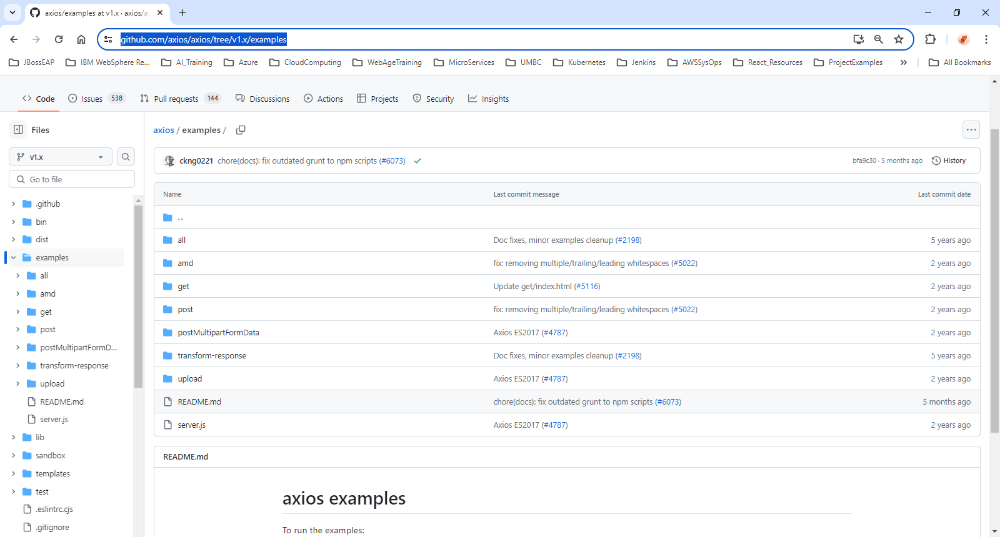 axios/examples at v1.x · axios/a
github.com/axios/axios/tree/v1.x/examples
JBossEAP IBM WebSphere Re... AI_Training Azure CloudComputing WebAgeTraining MicroServices UMBC Kubernetes Jenkins AWSSysOps React_Resources ProjectExamples » All Bookmarks
Code Issues 538 Pull requests 144 Discussions Actions Projects Security Insights
Files
v1.x
Go to file
.github
bin
dist
examples
all
amd
get
post
postMultipartFormD...
transform-response
upload
README.md
server.js
lib
sandbox
templates
test
.eslintrc.cjs
.gitignore
axios / examples /
ckng0221 chore(docs): fix outdated grunt to npm scripts (#6073) bfa9c30 · 5 months ago History
Name Last commit message Last commit date
..
all Doc fixes, minor examples cleanup (#2198) 5 years ago
amd fix: removing multiple/trailing/leading whitespaces (#5022) 2 years ago
get Update get/index.html (#5116) 2 years ago
post fix: removing multiple/trailing/leading whitespaces (#5022) 2 years ago
postMultipartFormData Axios ES2017 (#4787) 2 years ago
transform-response Doc fixes, minor examples cleanup (#2198) 5 years ago
upload Axios ES2017 (#4787) 2 years ago
README.md chore(docs): fix outdated grunt to npm scripts (#6073) 5 months ago
server.js Axios ES2017 (#4787) 2 years ago
README.md
axios examples
To run the examples: